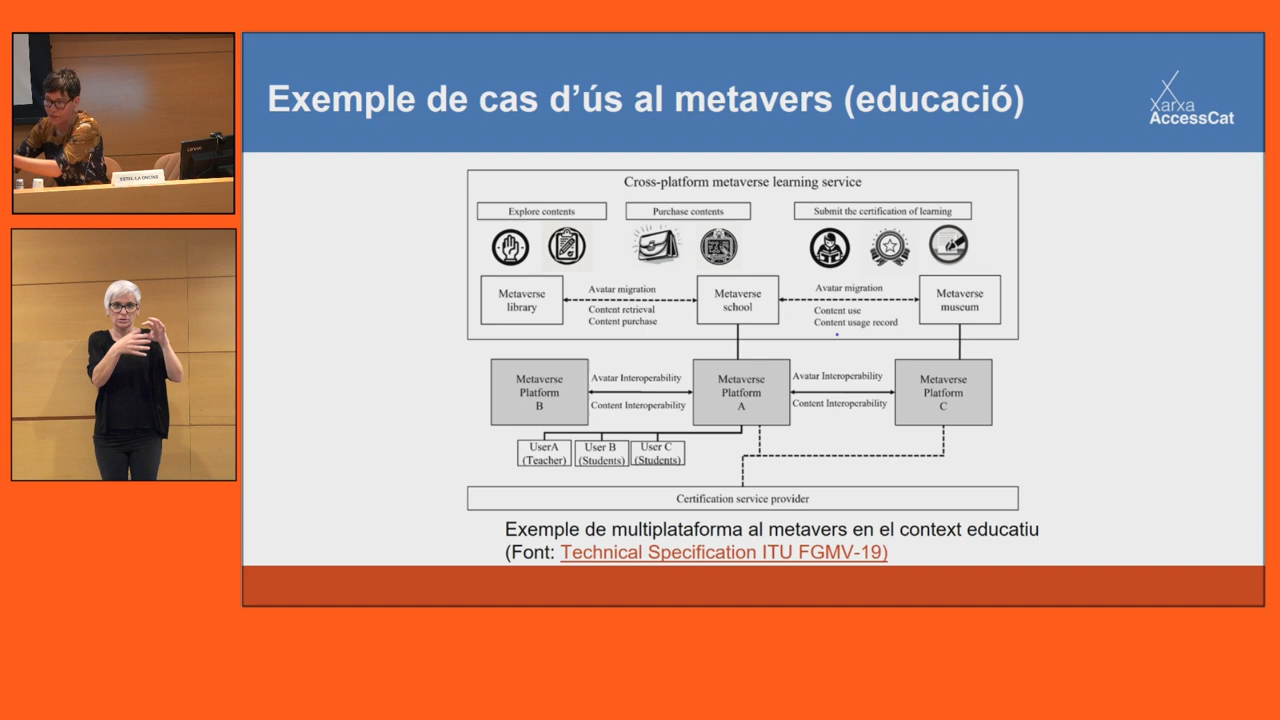 Exemple de cas d'ús al metavers (educació)
Xarxa
AccessCat
Lenovo
Cross-platform metaverse learning service
Explore contents
Purchase contents
Submit the certification of learning
Metaverse
library
Avatar migration
Content retrieval
Content purchase
Metaverse
school
Avatar migration
Content use
Content usage record
Metaverse
museum
Metaverse
Platform
B
Avatar Interoperability
Content Interoperability
Metaverse
Platform
A
Avatar Interoperability
Content Interoperability
Metaverse
Platform
C
UserA
(Teacher)
User B
(Students)
User C
(Students)
Certification service provider
Exemple de multiplataforma al metavers en el context educatiu
(Font: Technical Specification ITU FGMV-19)